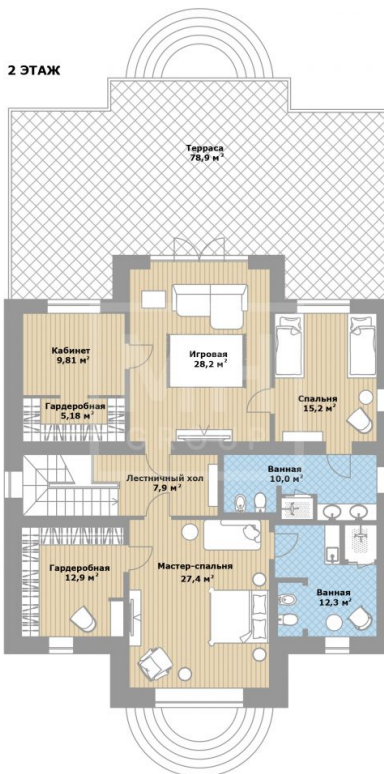 2 ЭТАЖ
Терраса
78,9 м²
Кабинет
9,81 м²
Игровая
28,2 м²
Спальня
15,2 м²
Гардеробная
5,18 м²
GROUP
Лестничный хол
7,9 м²
Ванная
10,0 м²
Гардеробная
12,9 м²
Мастер-спальня
27,4 м²
Ванная
12,3 м²